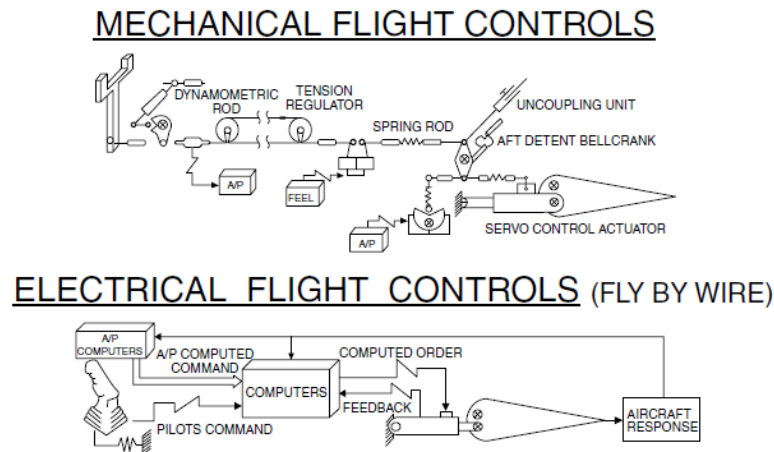 MECHANICAL FLIGHT CONTROLS
DYNAMOMETRIC
ROD
TENSION
REGULATOR
SPRING ROD
UNCOUPLING UNIT
AFT DETENT BELLCRANK
A/P
FEEL
A/P
SERVO CONTROL ACTUATOR
ELECTRICAL FLIGHT CONTROLS (FLY BY WIRE)
A/P
COMPUTERS
A/P COMPUTED
COMMAND
COMPUTERS
COMPUTED ORDER
FEEDBACK
PILOTS COMMAND
AIRCRAFT
RESPONSE